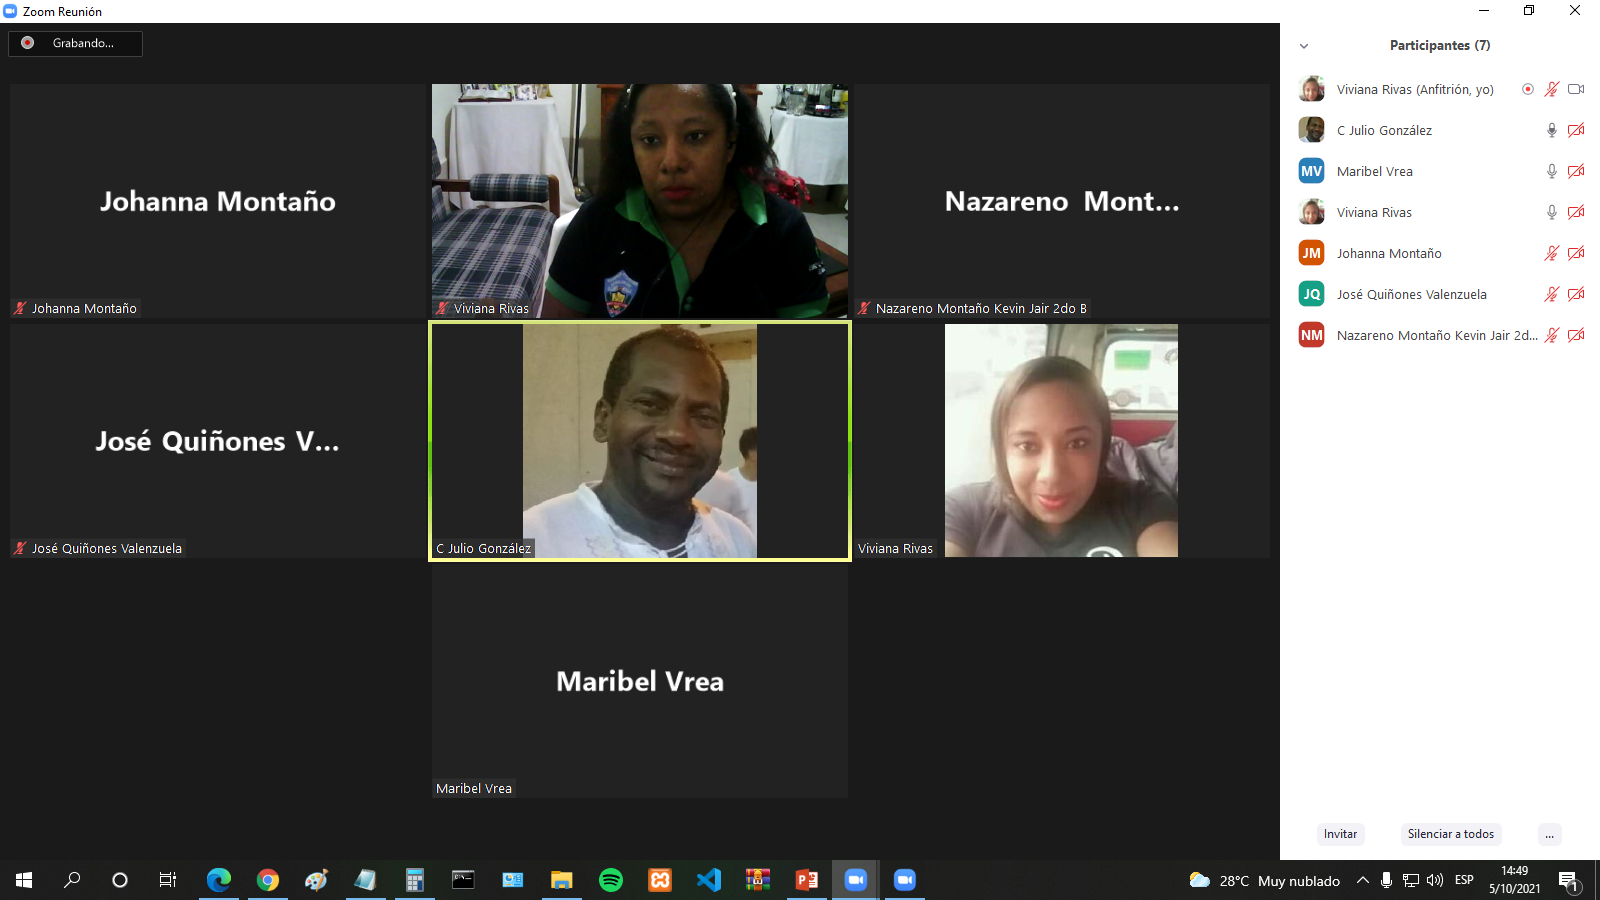 Zoom Reunión
Grabando...
Johanna Montaño
Johanna Montaño
Viviana Rivas
Nazareno Mont...
Nazareno Montaño Kevin Jair 2do B
José Quiñones V...
José Quiñones Valenzuela
C Julio González
Viviana Rivas
Maribel Vrea
Maribel Vrea
Participantes (7)
Viviana Rivas (Anfitrión, yo)
C Julio González
MV Maribel Vrea
Viviana Rivas
JM Johanna Montaño
JQ José Quiñones Valenzuela
NM Nazareno Montaño Kevin Jair 2d...
Invitar Silenciar a todos ...
28°C Muy nublado ESP
14:49
5/10/2021
1